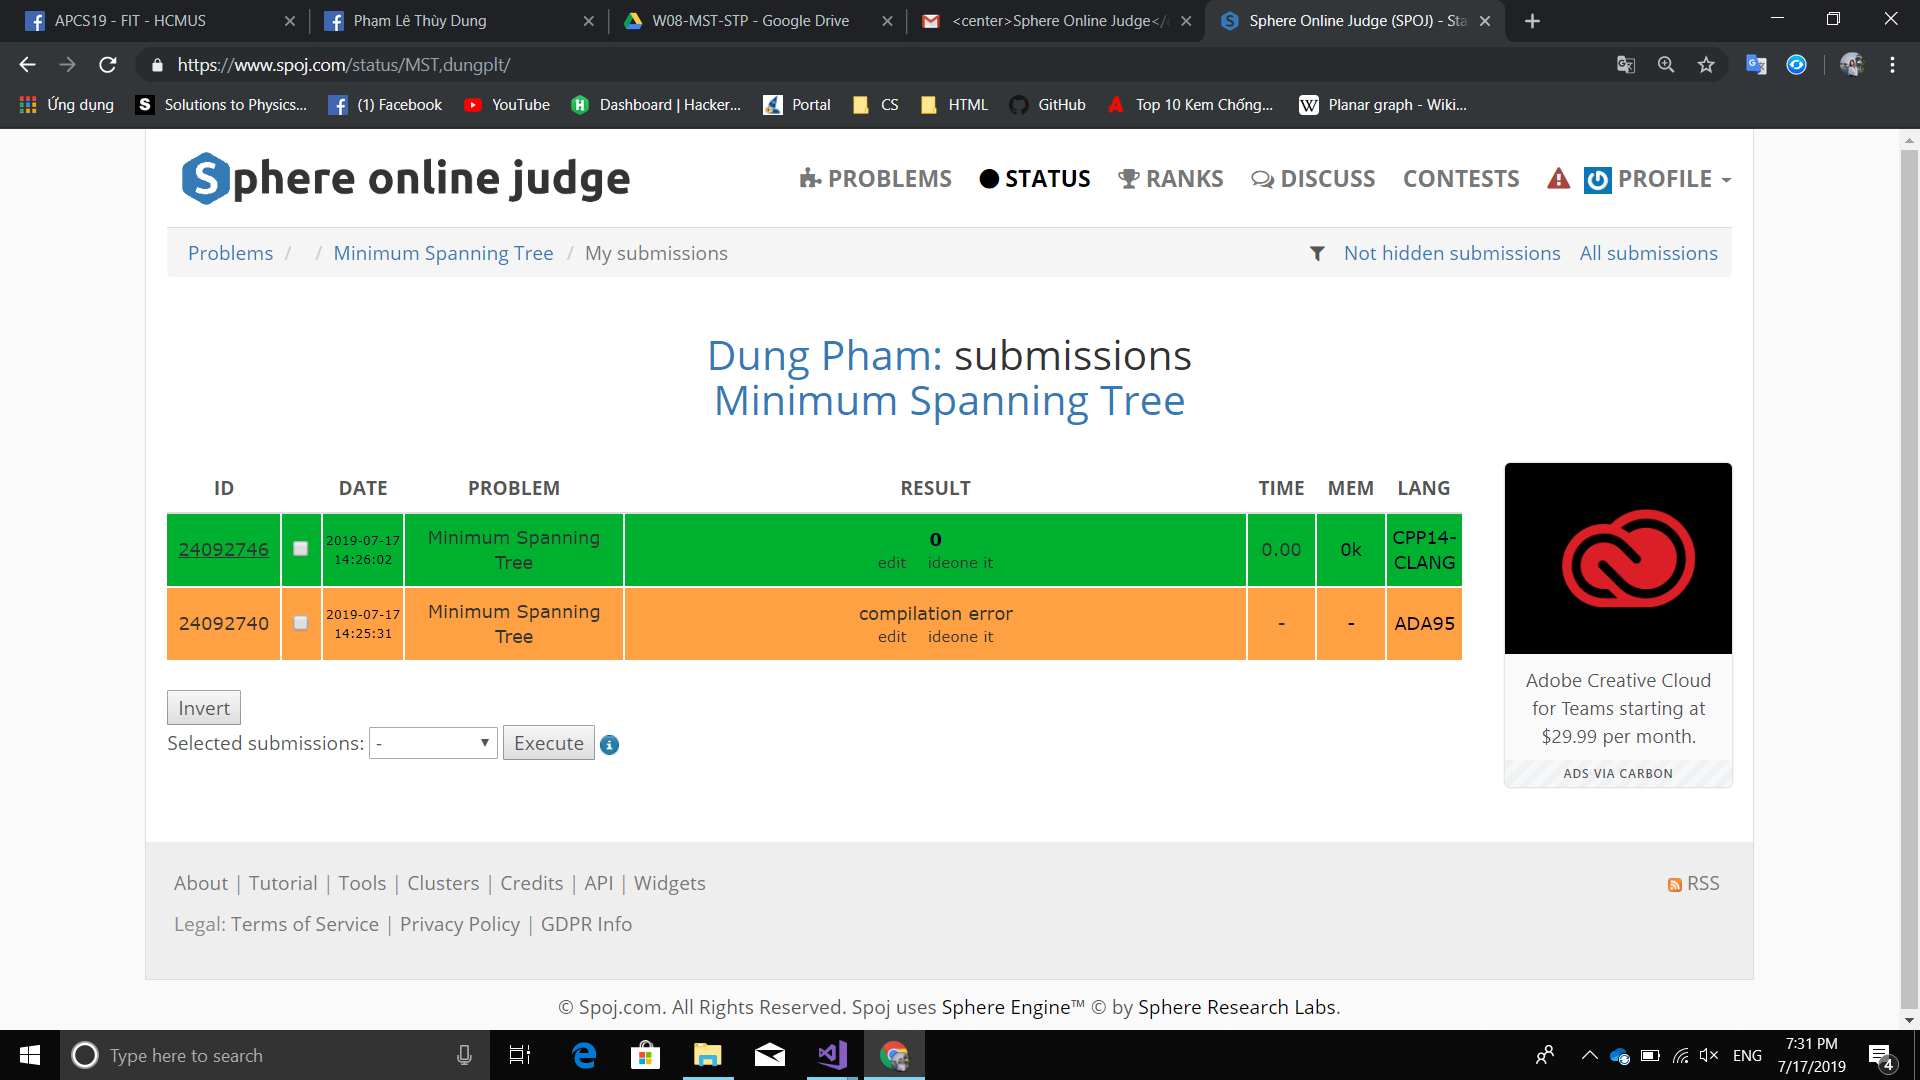 APCS19 - FIT - HCMUS
Phạm Lê Thùy Dung
W08-MST-STP - Google Drive
<center>Sphere Online Judge</
Sphere Online Judge (SPOJ) - Sta
https://www.spoj.com/status/MST,dungplt/
Ứng dụng
Solutions to Physics...
(1) Facebook
YouTube
Dashboard | Hacker...
Portal
CS
HTML
GitHub
Top 10 Kem Chống...
Planar graph - Wiki...
Sphere online judge
PROBLEMS
STATUS
RANKS
DISCUSS
CONTESTS
PROFILE
Problems / / Minimum Spanning Tree / My submissions
Not hidden submissions All submissions
Dung Pham: submissions
Minimum Spanning Tree
ID DATE PROBLEM RESULT TIME MEM LANG
24092746
2019-07-17
14:26:02
Minimum Spanning
Tree
0
edit ideone it
0.00
0k
CPP14-
CLANG
24092740
2019-07-17
14:25:31
Minimum Spanning
Tree
compilation error
edit ideone it
-
-
ADA95
Invert
Selected submissions: - Execute
Adobe Creative Cloud
for Teams starting at
$29.99 per month.
ADS VIA CARBON
About | Tutorial | Tools | Clusters | Credits | API | Widgets
RSS
Legal: Terms of Service | Privacy Policy | GDPR Info
© Spoj.com. All Rights Reserved. Spoj uses Sphere Engine™ © by Sphere Research Labs.
Type here to search
ENG
7:31 PM
7/17/2019
4